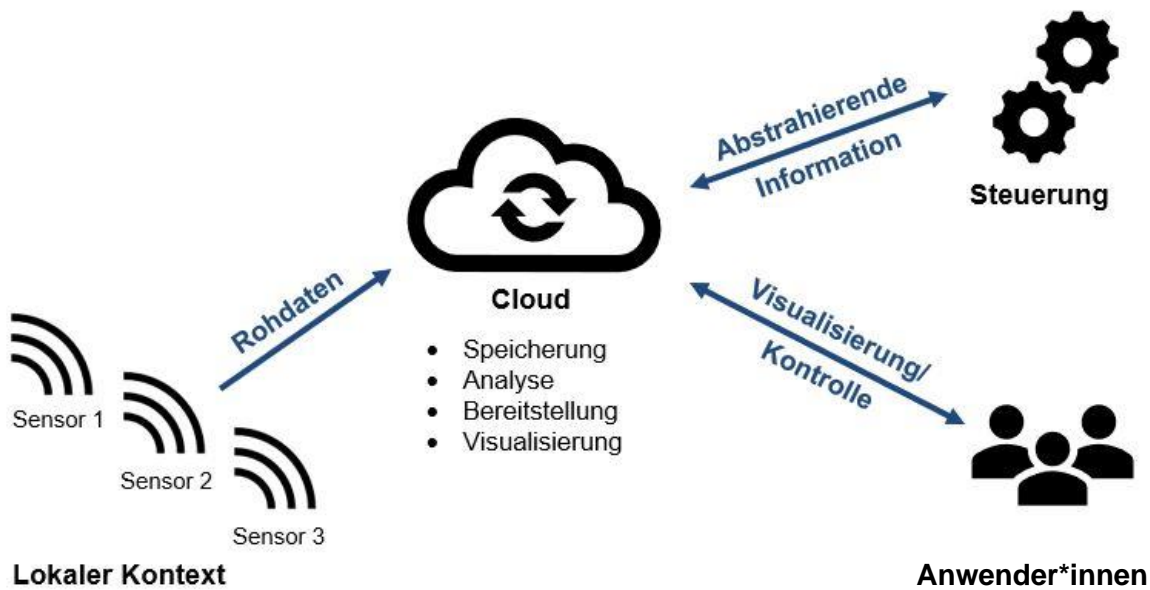 Abstrahierende
Information
Steuerung
Rohdaten
Cloud
• Speicherung
• Analyse
• Bereitstellung
• Visualisierung
Visualisierung/
Kontrolle
Sensor 1
Sensor 2
Sensor 3
Lokaler Kontext
Anwender*innen